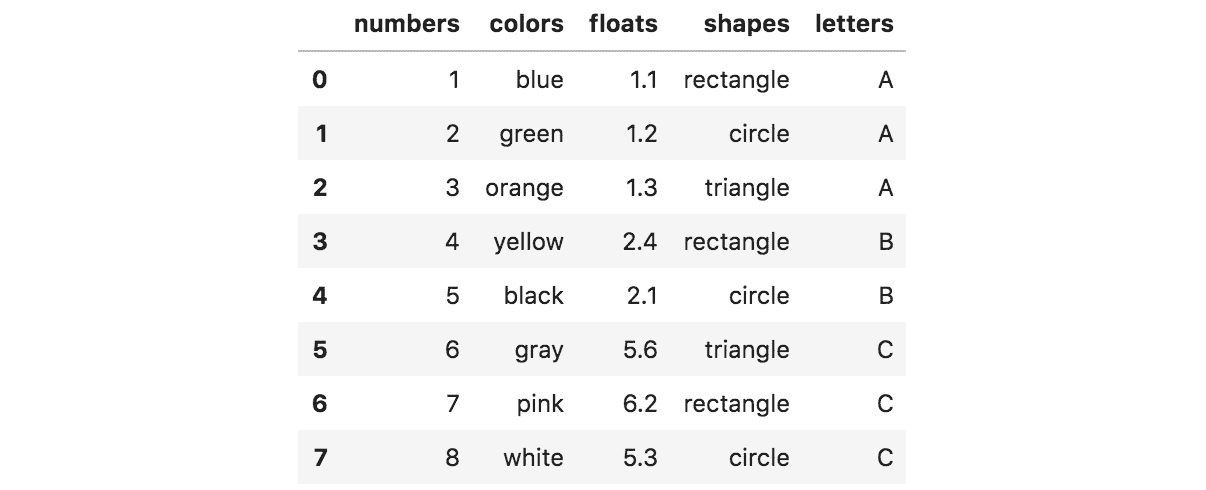 numbers colors floats shapes letters
0 1 blue 1.1 rectangle A
1 2 green 1.2 circle A
2 3 orange 1.3 triangle A
3 4 yellow 2.4 rectangle B
4 5 black 2.1 circle B
5 6 gray 5.6 triangle C
6 7 pink 6.2 rectangle C
7 8 white 5.3 circle C